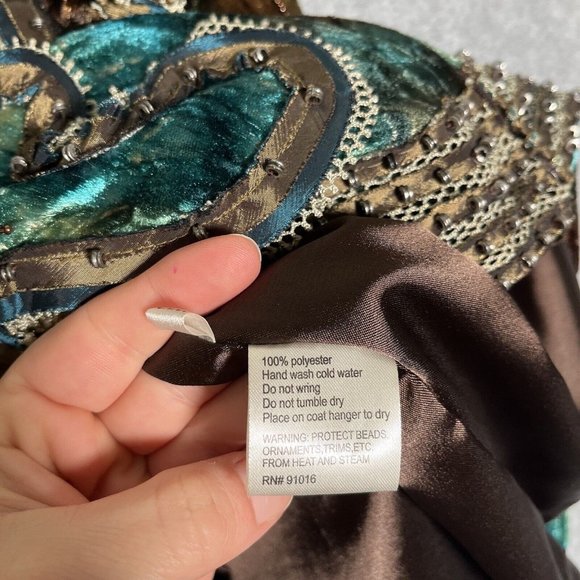 100% polyester
Hand wash cold water
Do not wring
Do not tumble dry
Place on coat hanger to dry
WARNING: PROTECT BEADS,
ORNAMENTS,TRIMS,ETC.
FROM HEAT AND STEAM
RN# 91016